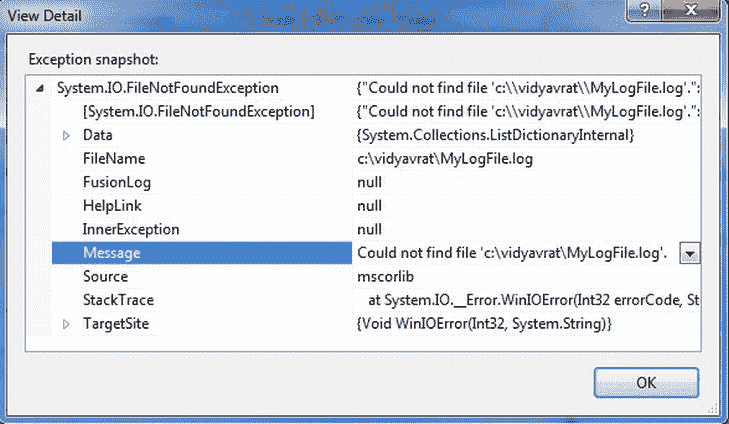 View Detail
Exception snapshot:
System.IO.FileNotFoundException {"Could not find file 'c:\\vidyavrat\\MyLogFile.log'.":
[System.IO.FileNotFoundException] {"Could not find file 'c:\\vidyavrat\\MyLogFile.log'.":
Data {System.Collections.ListDictionaryInternal}
FileName c:\vidyavrat\MyLogFile.log
FusionLog null
HelpLink null
InnerException null
Message Could not find file 'c:\vidyavrat\MyLogFile.log'.
Source mscorlib
StackTrace at System.IO.__Error.WinIOError(Int32 errorCode, St
TargetSite {Void WinIOError(Int32, System.String)}
OK